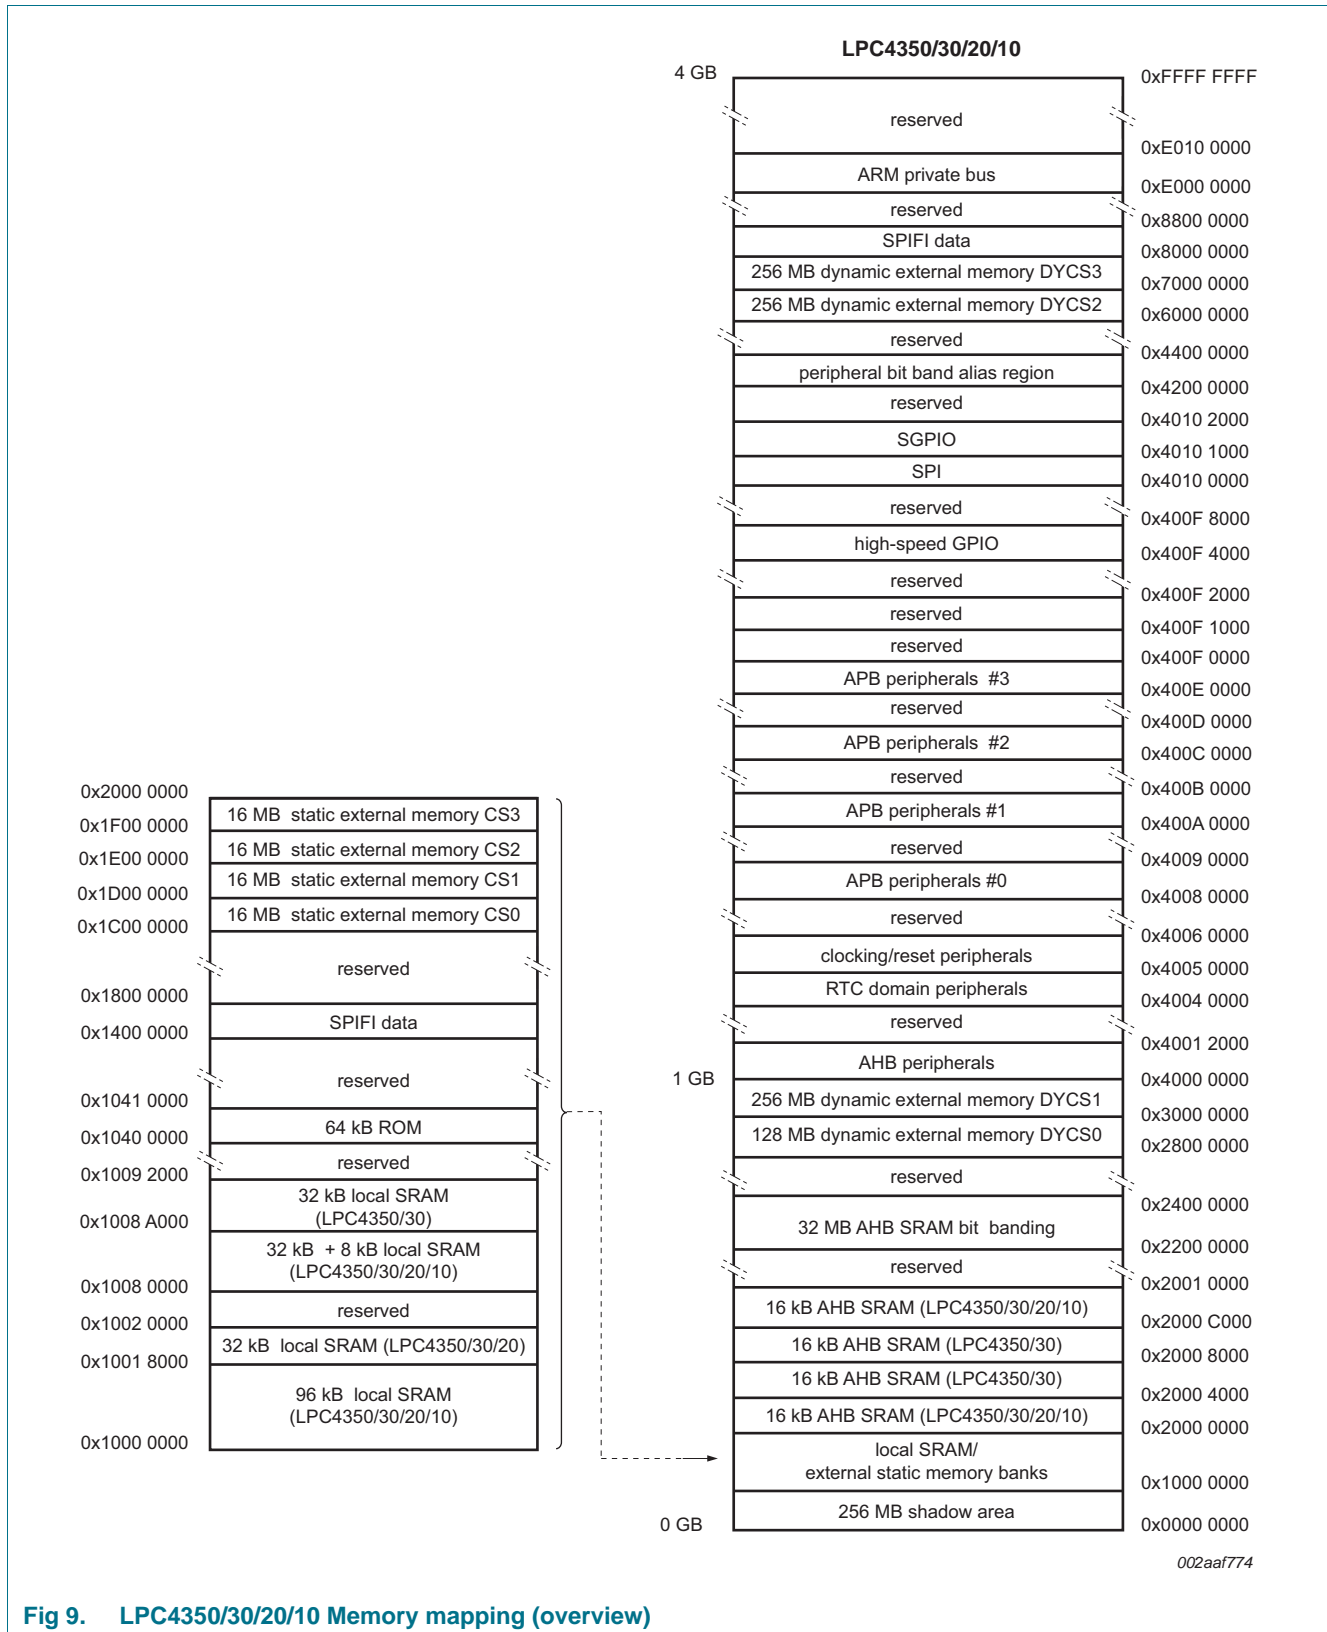 LPC4350/30/20/10
4 GB
0xFFFF FFFF
reserved
0xE010 0000
ARM private bus
0xE000 0000
reserved
0x8800 0000
SPIFI data
0x8000 0000
256 MB dynamic external memory DYCS3
0x7000 0000
256 MB dynamic external memory DYCS2
0x6000 0000
reserved
0x4400 0000
peripheral bit band alias region
0x4200 0000
reserved
0x4010 2000
SGPIO
0x4010 1000
SPI
0x4010 0000
reserved
0x400F 8000
high-speed GPIO
0x400F 4000
reserved
0x400F 2000
reserved
0x400F 1000
reserved
0x400F 0000
APB peripherals #3
0x400E 0000
reserved
0x400D 0000
APB peripherals #2
0x400C 0000
reserved
0x400B 0000
APB peripherals #1
0x400A 0000
reserved
0x4009 0000
APB peripherals #0
0x4008 0000
reserved
0x4006 0000
clocking/reset peripherals
0x4005 0000
RTC domain peripherals
0x4004 0000
reserved
0x4001 2000
AHB peripherals
1 GB
0x4000 0000
256 MB dynamic external memory DYCS1
0x3000 0000
128 MB dynamic external memory DYCS0
0x2800 0000
reserved
0x2400 0000
32 MB AHB SRAM bit banding
0x2200 0000
reserved
0x2001 0000
16 kB AHB SRAM (LPC4350/30/20/10)
0x2000 C000
16 kB AHB SRAM (LPC4350/30)
0x2000 8000
16 kB AHB SRAM (LPC4350/30)
0x2000 4000
16 kB AHB SRAM (LPC4350/30/20/10)
0x2000 0000
local SRAM/
external static memory banks
0x1000 0000
256 MB shadow area
0 GB
0x0000 0000
0x2000 0000
16 MB static external memory CS3
0x1F00 0000
16 MB static external memory CS2
0x1E00 0000
16 MB static external memory CS1
0x1D00 0000
16 MB static external memory CS0
0x1C00 0000
reserved
0x1800 0000
SPIFI data
0x1400 0000
reserved
0x1041 0000
64 kB ROM
0x1040 0000
reserved
0x1009 2000
32 kB local SRAM
(LPC4350/30)
0x1008 A000
32 kB + 8 kB local SRAM
(LPC4350/30/20/10)
0x1008 0000
reserved
0x1002 0000
32 kB local SRAM (LPC4350/30/20)
0x1001 8000
96 kB local SRAM
(LPC4350/30/20/10)
0x1000 0000
002aaf774
Fig 9. LPC4350/30/20/10 Memory mapping (overview)